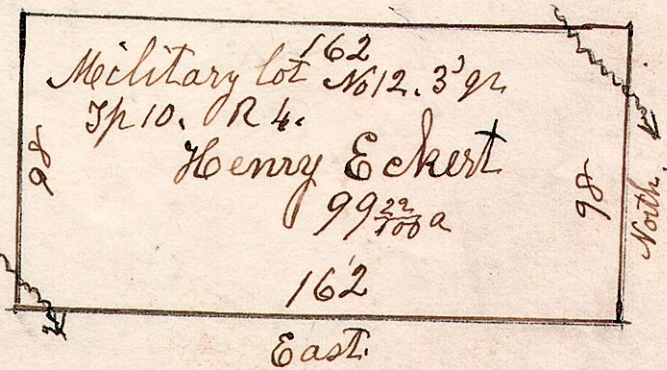 162
Military lot No 12. 3' qr
Tp 10. R 4.
Henry Eckert
99 22/100 a
98
98
North.
162
East.